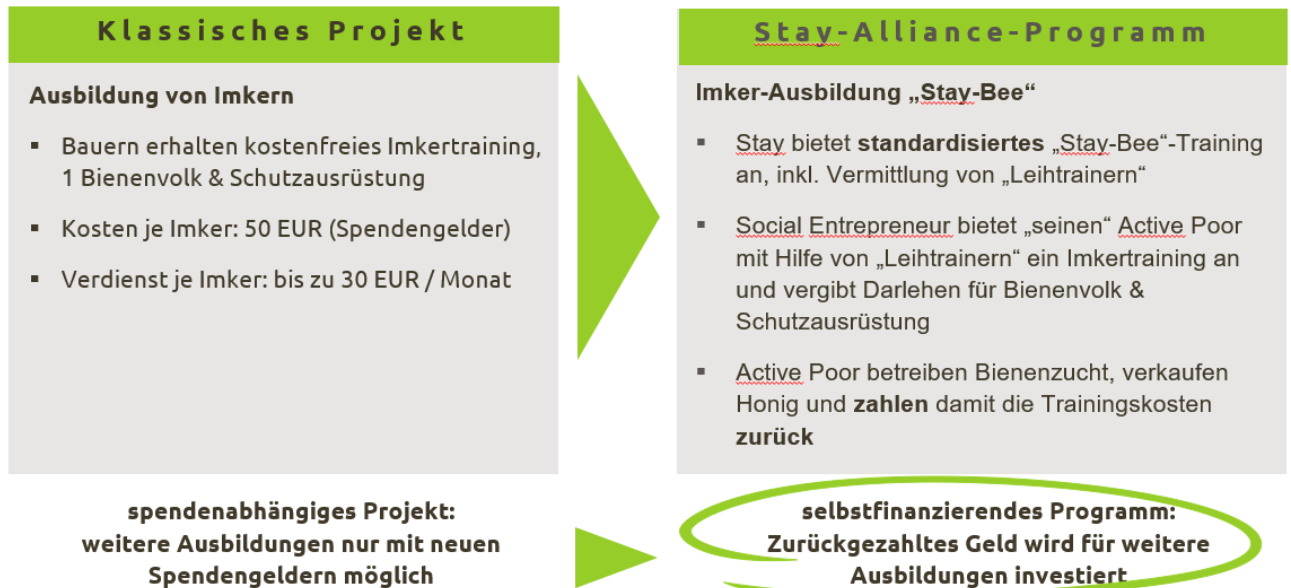 Klassisches Projekt
Ausbildung von Imkern
▪ Bauern erhalten kostenfreies Imkertraining,
1 Bienenvolk & Schutzausrüstung
▪ Kosten je Imker: 50 EUR (Spendengelder)
▪ Verdienst je Imker: bis zu 30 EUR / Monat
spendenabhängiges Projekt:
weitere Ausbildungen nur mit neuen
Spendengeldern möglich
Stay-Alliance-Programm
Imker-Ausbildung „Stay-Bee“
▪ Stay bietet standardisiertes „Stay-Bee“-Training
an, inkl. Vermittlung von „Leihtrainern“
▪ Social Entrepreneur bietet „seinen“ Active Poor
mit Hilfe von „Leihtrainern“ ein Imkertraining an
und vergibt Darlehen für Bienenvolk &
Schutzausrüstung
▪ Active Poor betreiben Bienenzucht, verkaufen
Honig und zahlen damit die Trainingskosten
zurück
selbstfinanzierendes Programm:
Zurückgezahltes Geld wird für weitere
Ausbildungen investiert